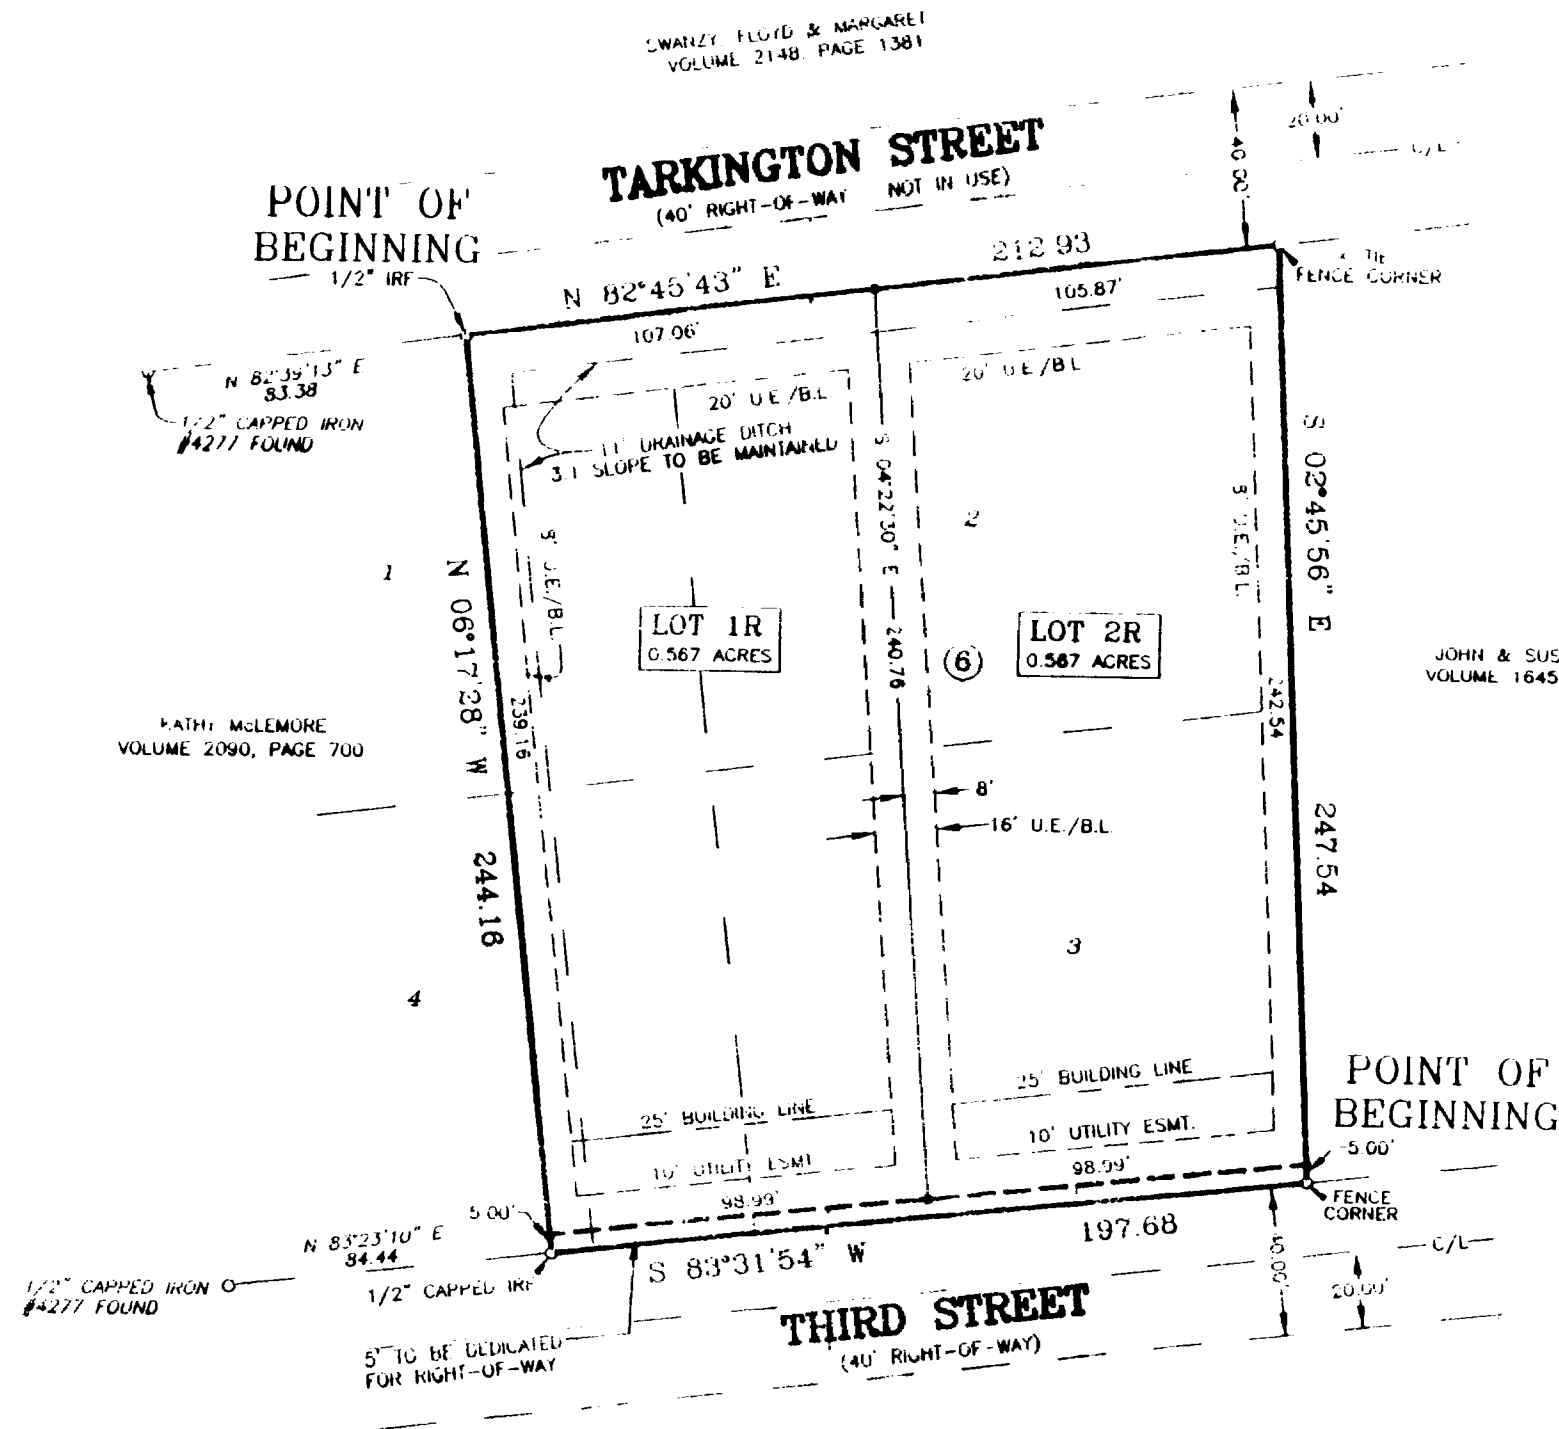 SWANZY, FLOYD & MARGARET
VOLUME 2148, PAGE 1381
TARKINGTON STREET
(40' RIGHT-OF-WAY NOT IN USE)
20.00'
40.00'
C/L
POINT OF
BEGINNING
1/2" IRF
N 82°45'43" E
212.93
TIE
FENCE CORNER
107.06'
105.87'
N 82°39'13" E
83.38
1/2" CAPPED IRON
#4277 FOUND
20' U.E./B.L.
20' U.E./B.L.
11' DRAINAGE DITCH
3:1 SLOPE TO BE MAINTAINED
S 04°22'30" E
240.76
8' U.E./B.L.
8' U.E./B.L.
S 02°45'56" E
247.54
242.54
N 06°17'28" W
244.16
239.16
1
2
LOT 1R
0.567 ACRES
6
LOT 2R
0.567 ACRES
JOHN & SUS
VOLUME 1645
KATHY McLEMORE
VOLUME 2090, PAGE 700
8'
16' U.E./B.L.
3
4
25' BUILDING LINE
10' UTILITY ESMT.
25' BUILDING LINE
10' UTILITY ESMT
POINT OF
BEGINNING
5.00'
98.99'
98.99'
5.00'
FENCE
CORNER
N 83°23'10" E
84.44
1/2" CAPPED IRON
#4277 FOUND
1/2" CAPPED IRF
S 83°31'54" W
197.68
40.00'
C/L
20.00'
THIRD STREET
(40' RIGHT-OF-WAY)
5' TO BE DEDICATED
FOR RIGHT-OF-WAY